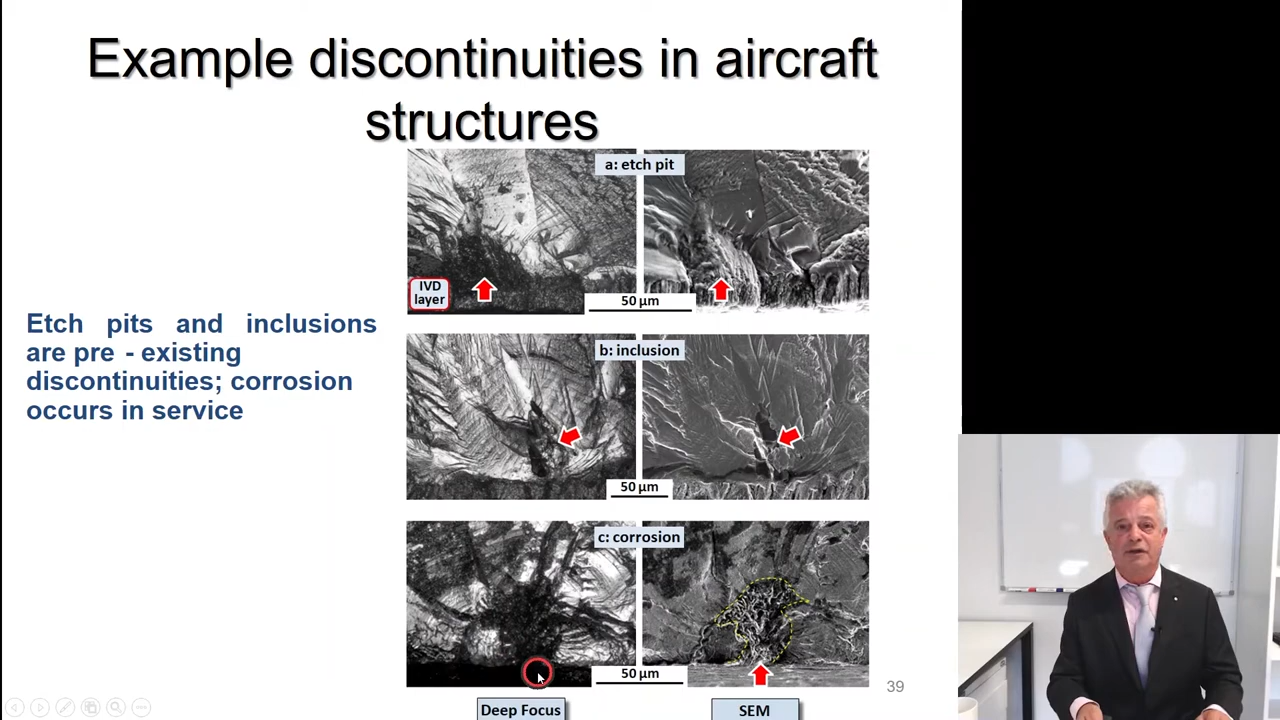 Example discontinuities in aircraft
structures
Etch pits and inclusions
are pre - existing
discontinuities; corrosion
occurs in service
a: etch pit
IVD
layer
50 µm
b: inclusion
50 µm
c: corrosion
50 µm
39
Deep Focus
SEM